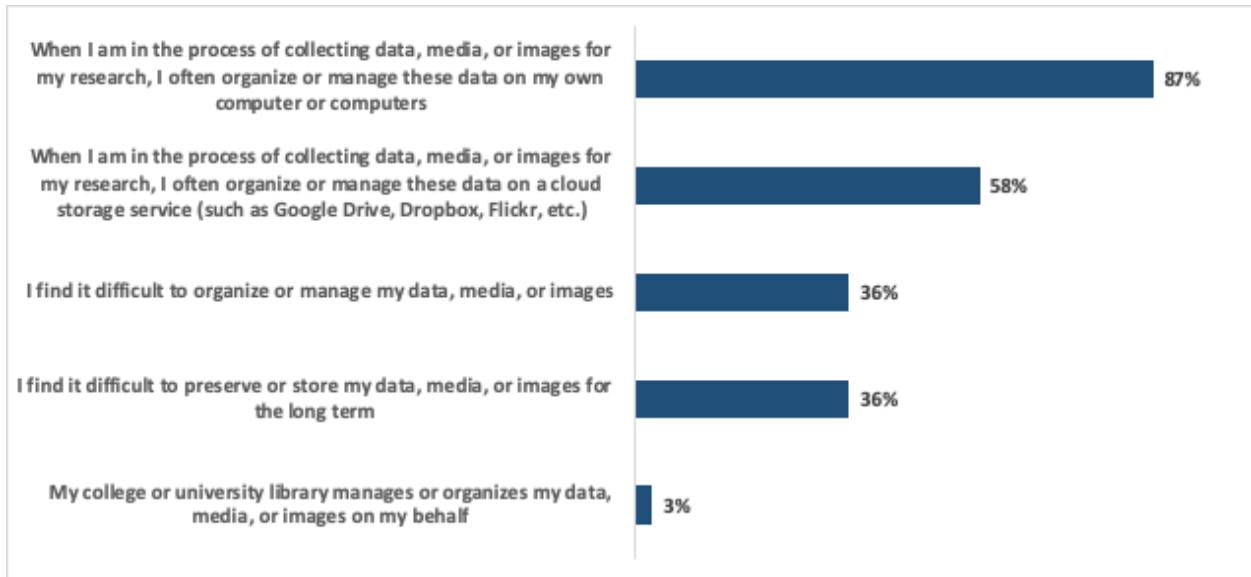 When I am in the process of collecting data, media, or images for
my research, I often organize or manage these data on my own
computer or computers
87%
When I am in the process of collecting data, media, or images for
my research, I often organize or manage these data on a cloud
storage service (such as Google Drive, Dropbox, Flickr, etc.)
58%
I find it difficult to organize or manage my data, media, or images
36%
I find it difficult to preserve or store my data, media, or images for
the long term
36%
My college or university library manages or organizes my data,
media, or images on my behalf
3%